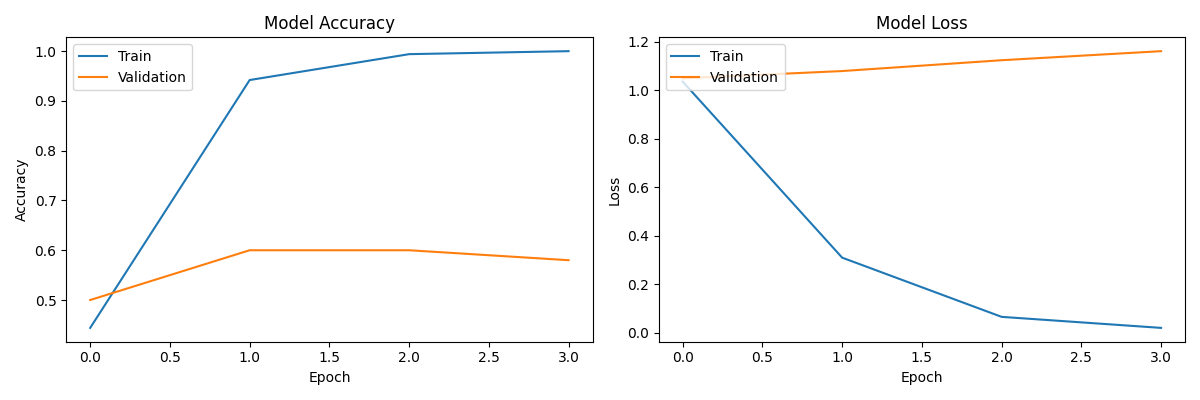 Model Accuracy
Train
Validation
1.0
0.9
0.8
0.7
0.6
0.5
Accuracy
0.0 0.5 1.0 1.5 2.0 2.5 3.0
Epoch
Model Loss
Train
Validation
1.2
1.0
0.8
0.6
0.4
0.2
0.0
Loss
0.0 0.5 1.0 1.5 2.0 2.5 3.0
Epoch